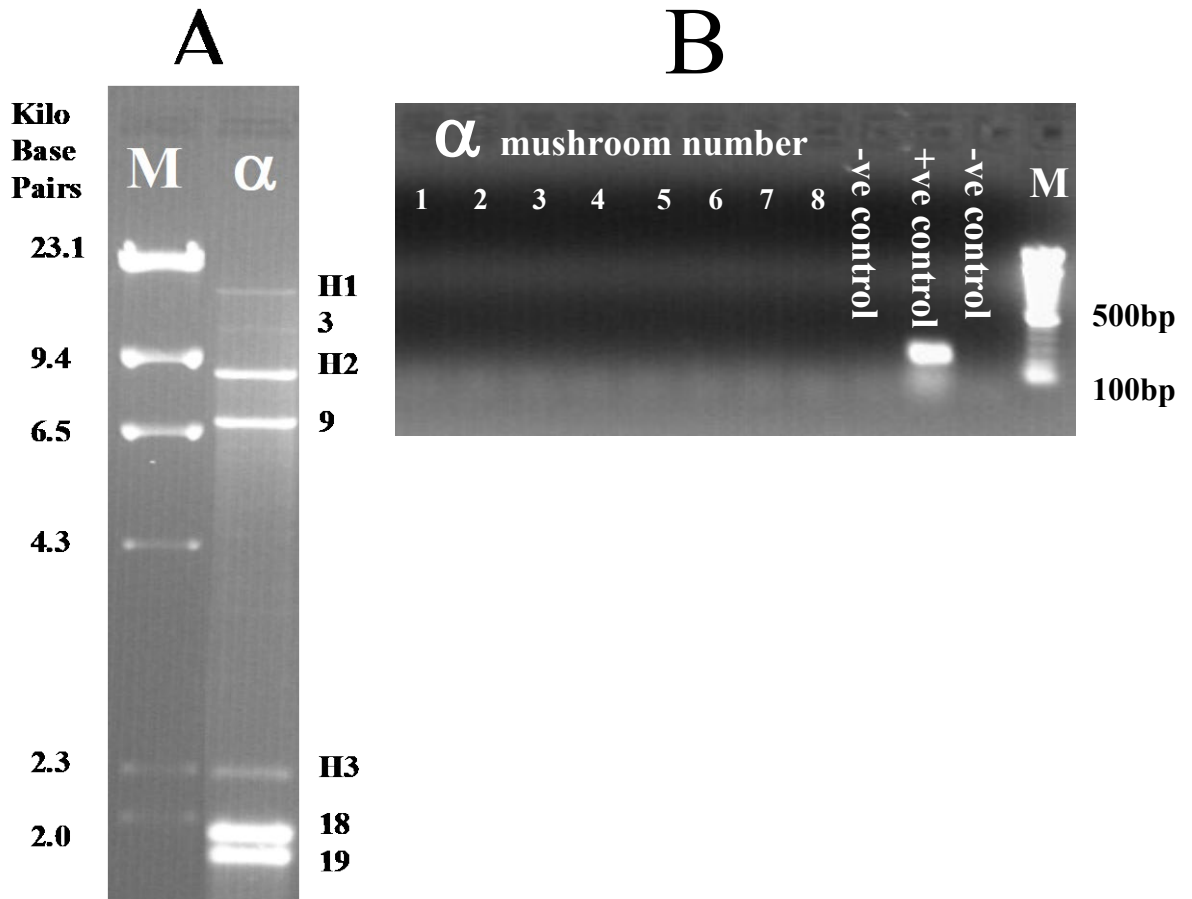 A
Kilo
Base
Pairs
M α
23.1
9.4
6.5
4.3
2.3
2.0
H1
3
H2
9
H3
18
19
B
α mushroom number
1 2 3 4 5 6 7 8
-ve control
+ve control
-ve control
M
500bp
100bp